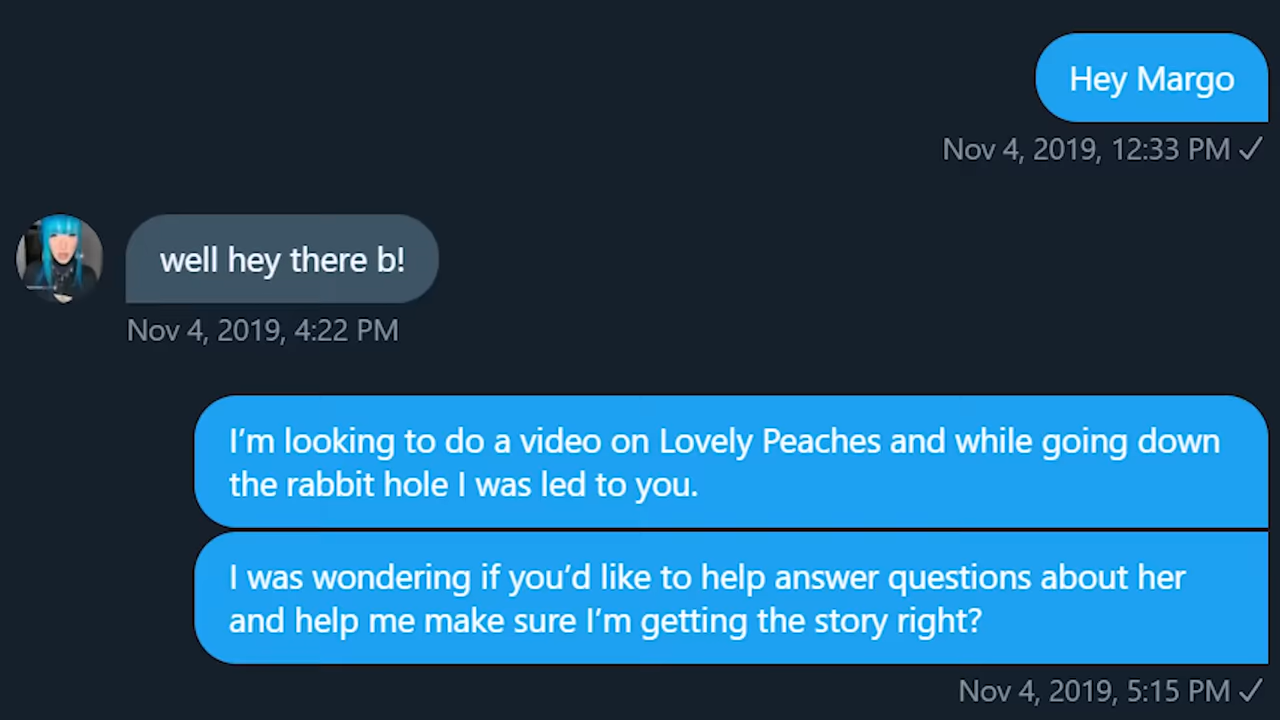 Hey Margo
Nov 4, 2019, 12:33 PM
well hey there b!
Nov 4, 2019, 4:22 PM
I’m looking to do a video on Lovely Peaches and while going down
the rabbit hole I was led to you.
I was wondering if you’d like to help answer questions about her
and help me make sure I’m getting the story right?
Nov 4, 2019, 5:15 PM